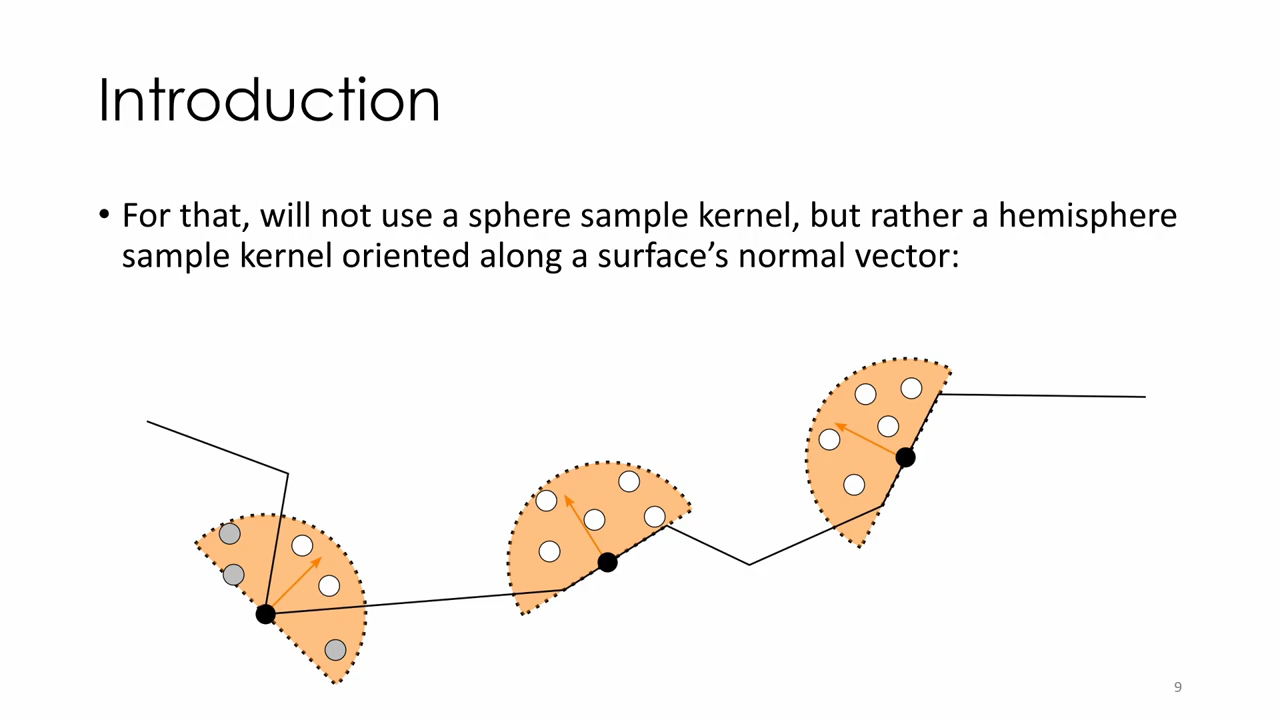 Introduction
• For that, will not use a sphere sample kernel, but rather a hemisphere
sample kernel oriented along a surface’s normal vector:
9